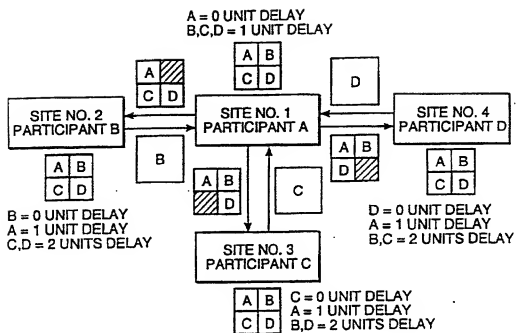 A = 0 UNIT DELAY
B,C,D = 1 UNIT DELAY
A B
C D
A
C D
D
SITE NO. 2
PARTICIPANT B
SITE NO. 1
PARTICIPANT A
SITE NO. 4
PARTICIPANT D
B
A B
D
C
A B
D
A B
C D
A B
C D
B = 0 UNIT DELAY
A = 1 UNIT DELAY
C,D = 2 UNITS DELAY
D = 0 UNIT DELAY
A = 1 UNIT DELAY
B,C = 2 UNITS DELAY
SITE NO. 3
PARTICIPANT C
A B
C D
C = 0 UNIT DELAY
A = 1 UNIT DELAY
B,D = 2 UNITS DELAY